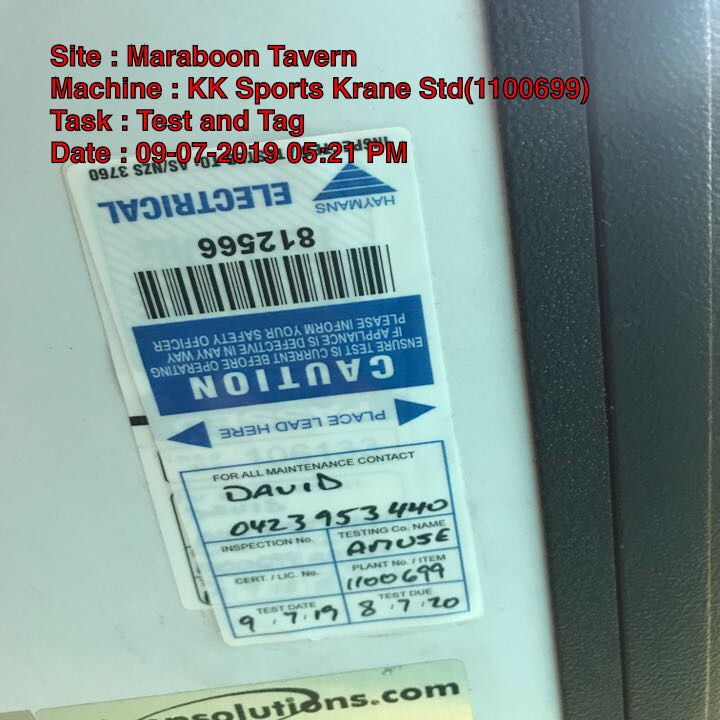 Site : Maraboon Tavern
Machine : KK Sports Krane Std(1100699)
Task : Test and Tag
Date : 09-07-2019 05:21 PM
TO AS/NZS 3760
HAYMANS
ELECTRICAL
812566
CAUTION
ENSURE TEST IS CURRENT BEFORE OPERATING
IF APPLIANCE IS DEFECTIVE IN ANY WAY
PLEASE INFORM YOUR SAFETY OFFICER
PLACE LEAD HERE
FOR ALL MAINTENANCE CONTACT
DAVID
0423 953 440
INSPECTION No.
TESTING Co. NAME
AMUSE
CERT. / LIC. No.
PLANT No. / ITEM
1100699
TEST DATE
9.7.19
TEST DUE
8.7.20
solutions.com